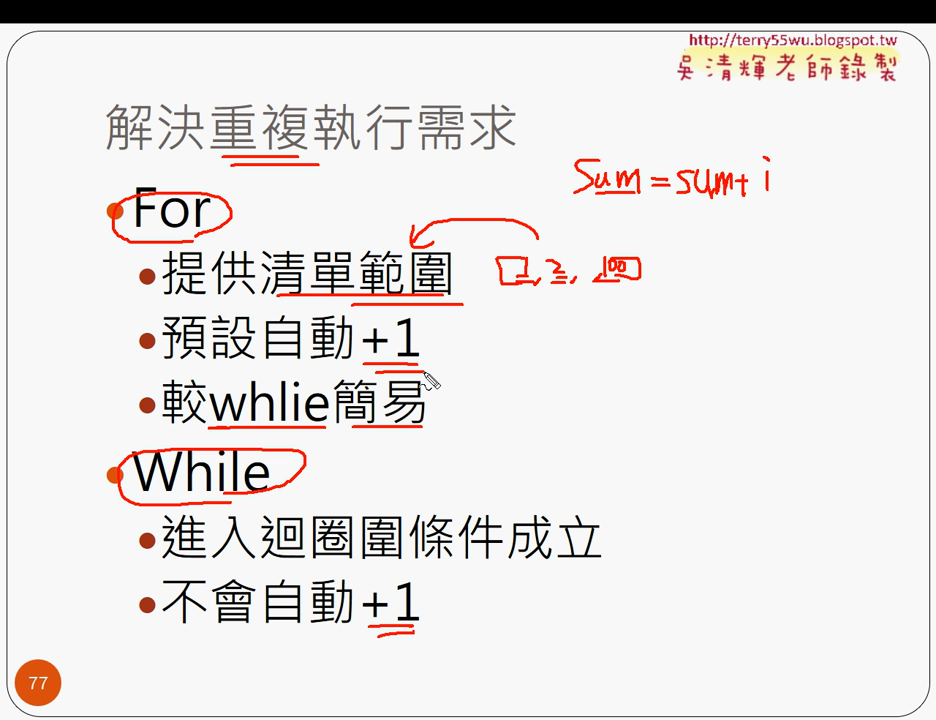 http://terry55wu.blogspot.tw
吳清輝老師錄製
解決重複執行需求
Sum=sum+i
For
提供清單範圍 1, 2, 100
預設自動+1
較whlie簡易
While
進入迴圈圍條件成立
不會自動+1
77